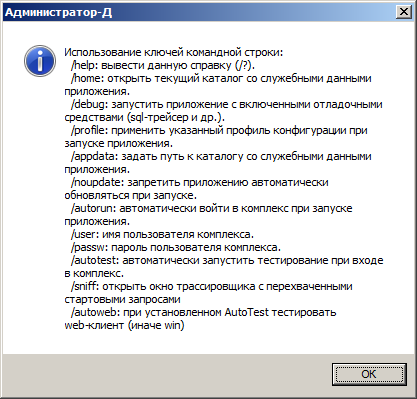 Администратор-Д
Использование ключей командной строки:
/help: вывести данную справку (/?).
/home: открыть текущий каталог со служебными данными
приложения.
/debug: запустить приложение с включенными отладочными
средствами (sql-трейсер и др.).
/profile: применить указанный профиль конфигурации при
запуске приложения.
/appdata: задать путь к каталогу со служебными данными
приложения.
/noupdate: запретить приложению автоматически
обновляться при запуске.
/autorun: автоматически войти в комплекс при запуске
приложения.
/user: имя пользователя комплекса.
/passw: пароль пользователя комплекса.
/autotest: автоматически запустить тестирование при входе
в комплекс.
/sniff: открыть окно трассировщика с перехваченными
стартовыми запросами
/autoweb: при установленном AutoTest тестировать
web-клиент (иначе win)
OK